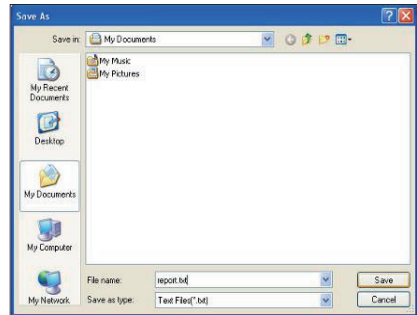 Save As
Save in: My Documents
My Recent Documents
Desktop
My Documents
My Computer
My Network
My Music
My Pictures
File name: report.txt
Save as type: Text Files(*.txt)
Save
Cancel